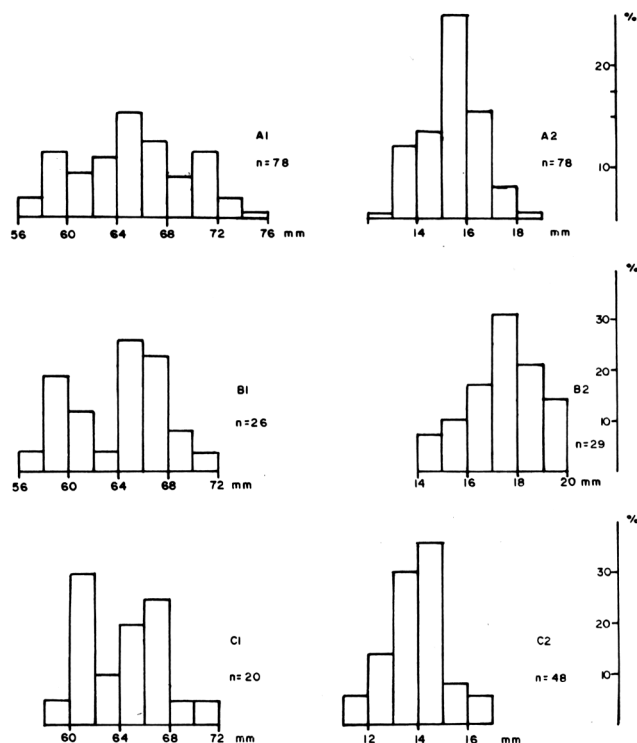 %
20
10
A1
n=78
A2
n=78
56 60 64 68 72 76 mm
14 16 18 mm
%
30
20
10
B1
n=26
B2
n=29
56 60 64 68 72 mm
14 16 18 20 mm
%
30
20
10
C1
n=20
C2
n=48
60 64 68 72 mm
12 14 16 mm